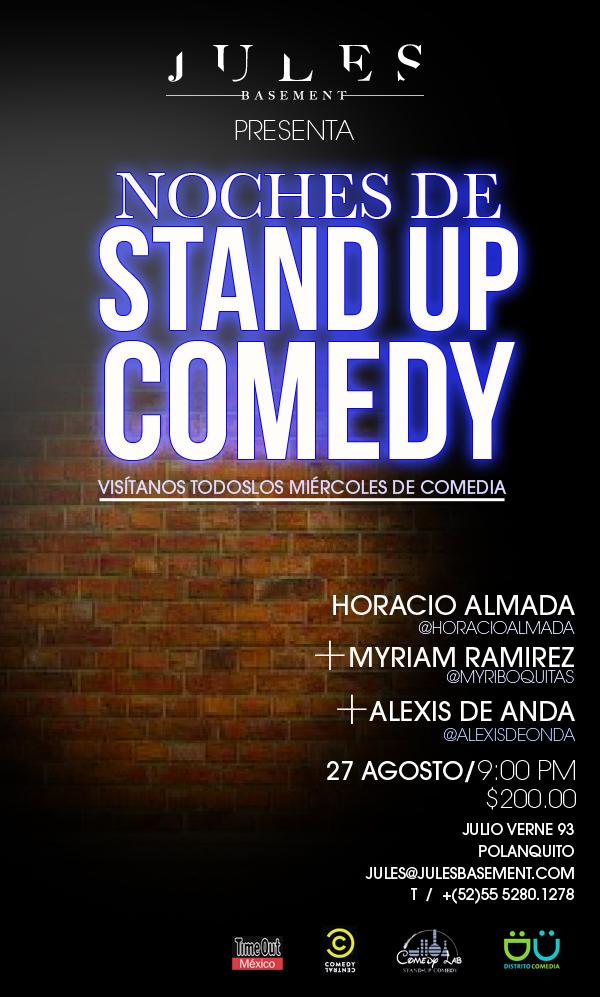 JULES
BASEMENT
PRESENTA
NOCHES DE
STAND UP
COMEDY
VISÍTANOS TODOSLOS MIÉRCOLES DE COMEDIA
HORACIO ALMADA
@HORACIOALMADA
+MYRIAM RAMIREZ
@MYRIBOQUITAS
+ALEXIS DE ANDA
@ALEXISDEONDA
27 AGOSTO/9:00 PM
$200.00
JULIO VERNE 93
POLANQUITO
JULES@JULESBASEMENT.COM
T / +(52)55 5280.1278
TimeOut
México
COMEDY
CENTRAL
Comedy Lab
STAND-UP COMEDY
DISTRITO COMEDIA